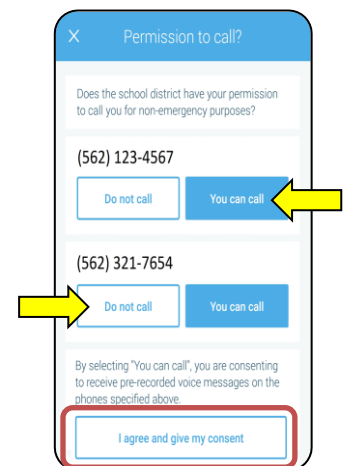 X Permission to call?
Does the school district have your permission
to call you for non-emergency purposes?
(562) 123-4567
Do not call You can call
(562) 321-7654
Do not call You can call
By selecting "You can call", you are consenting
to receive pre-recorded voice messages on the
phones specified above.
I agree and give my consent